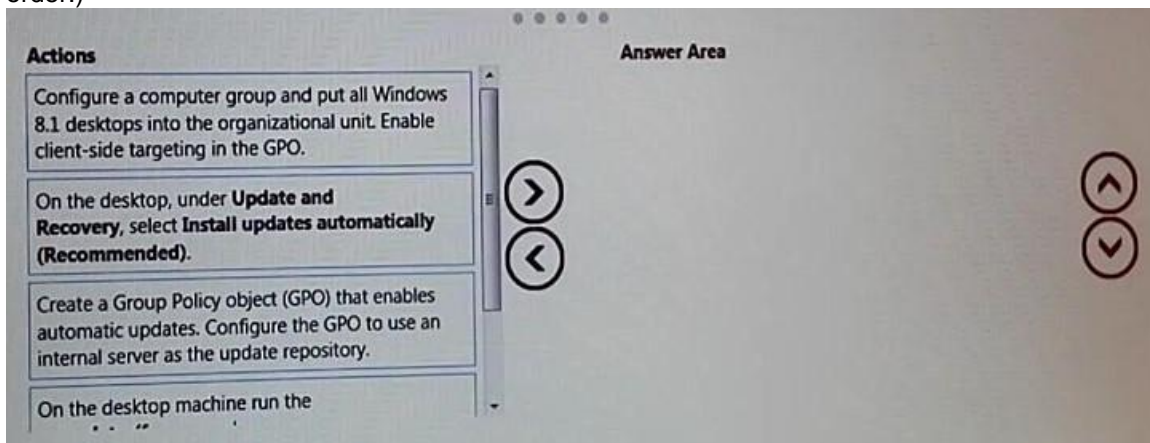 Actions
Answer Area
Configure a computer group and put all Windows
8.1 desktops into the organizational unit. Enable
client-side targeting in the GPO.
On the desktop, under Update and
Recovery, select Install updates automatically
(Recommended).
Create a Group Policy object (GPO) that enables
automatic updates. Configure the GPO to use an
internal server as the update repository.
On the desktop machine run the